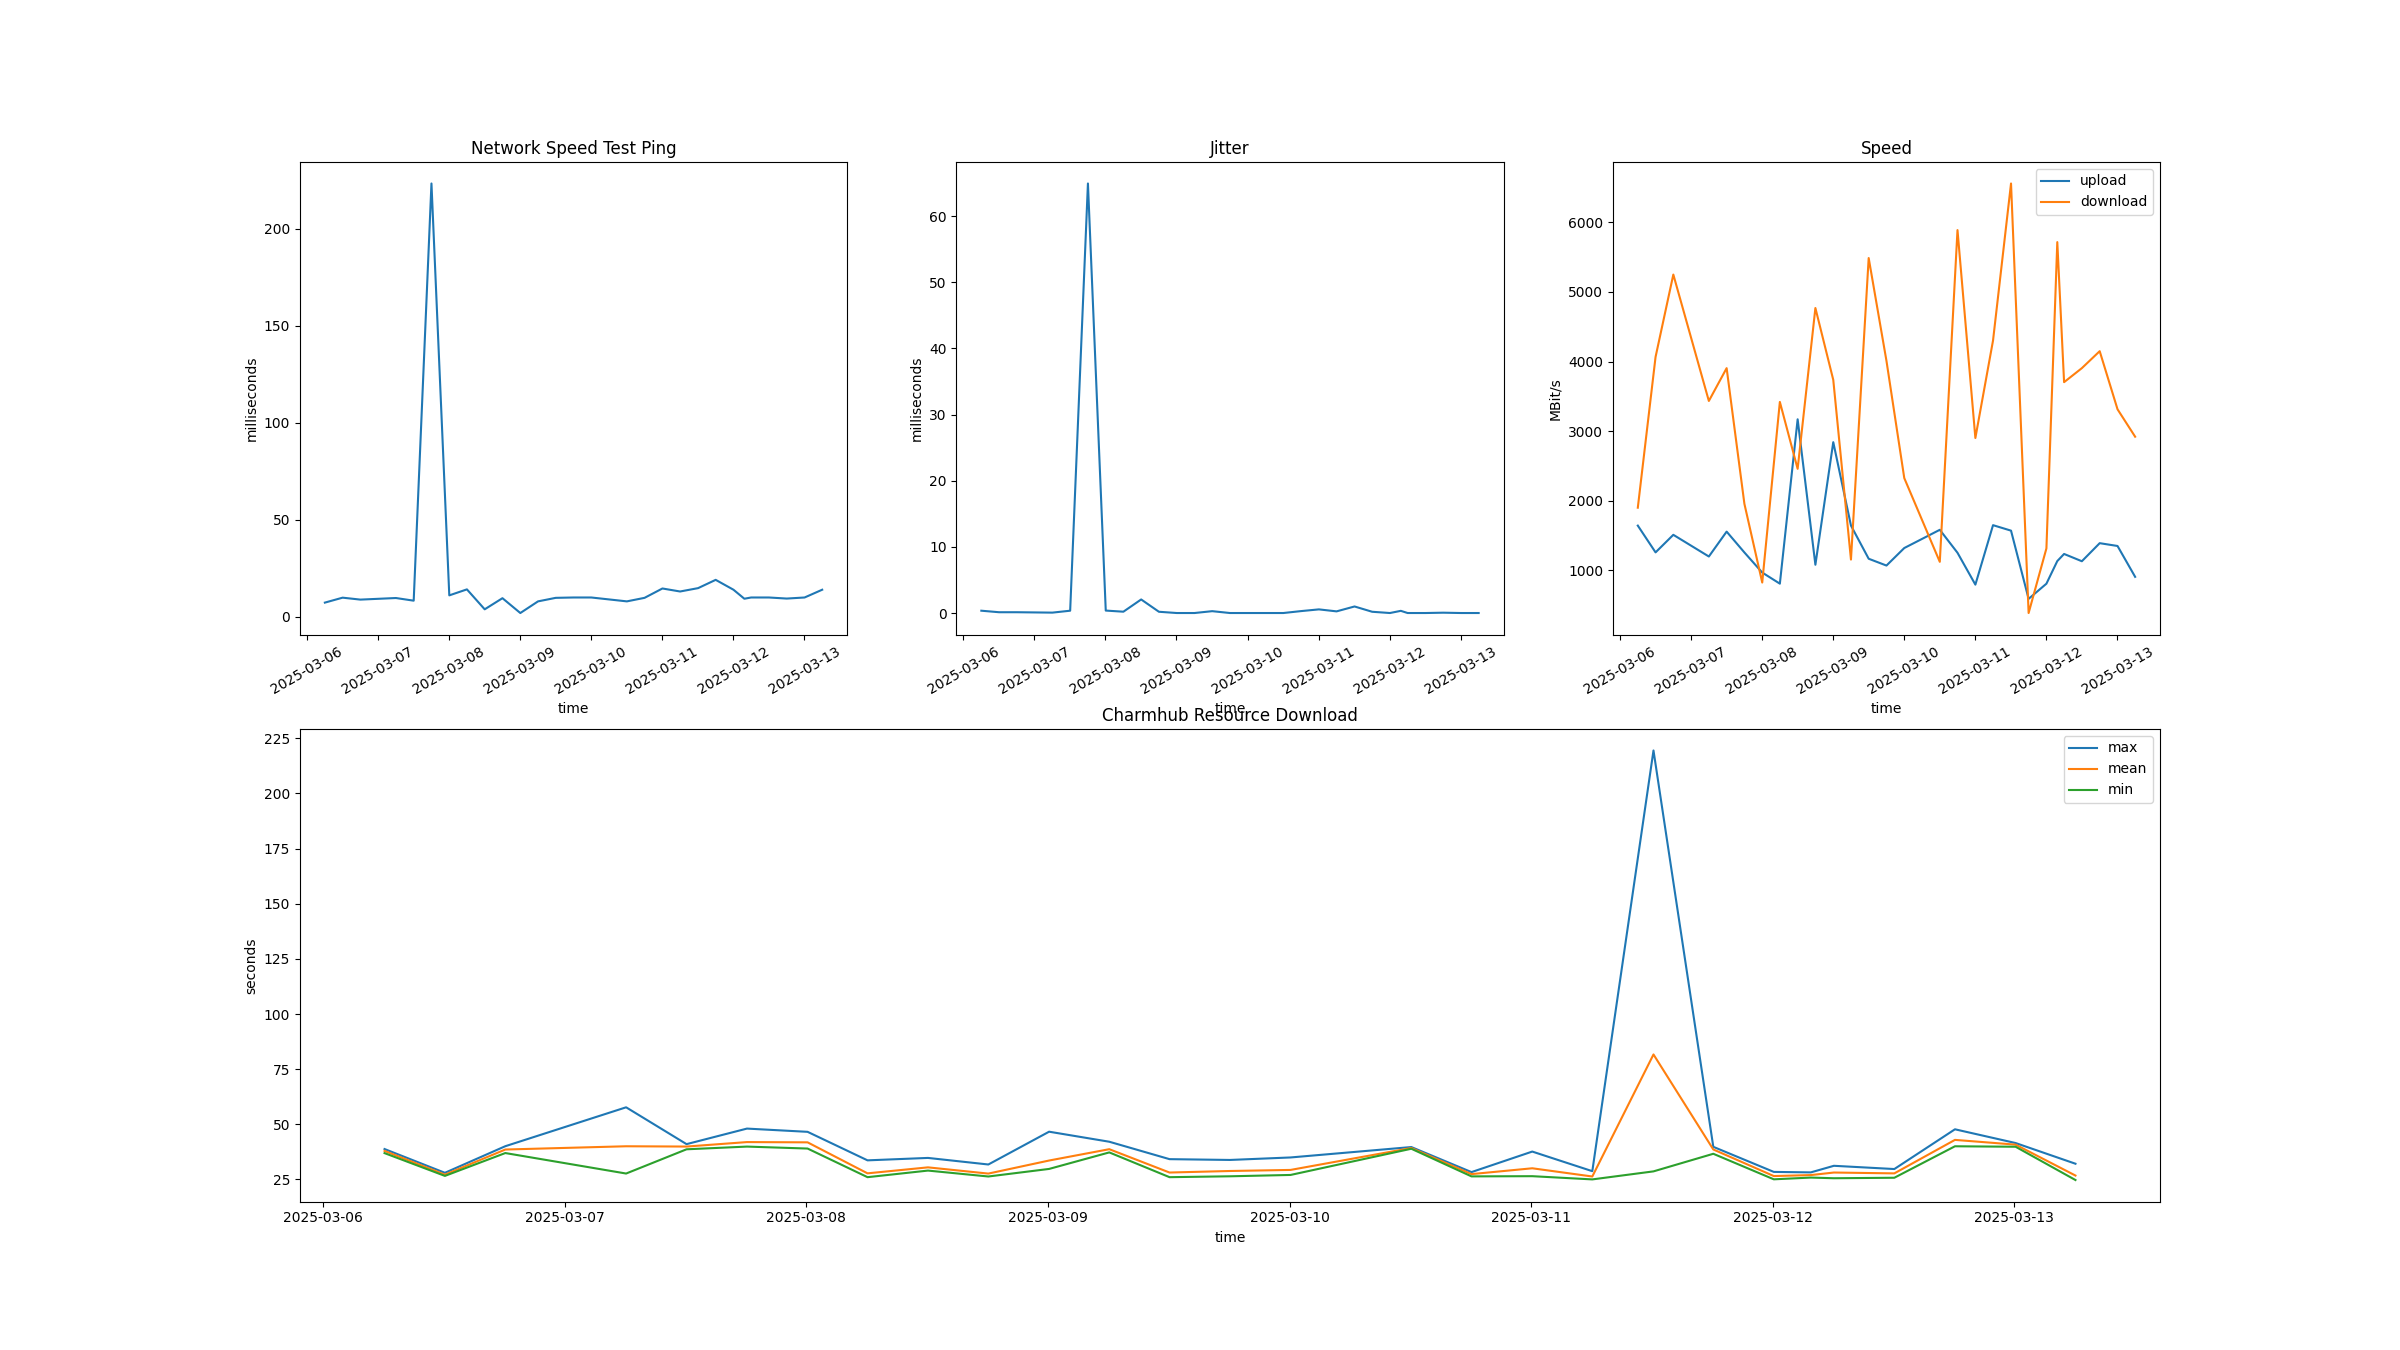 Network Speed Test Ping
milliseconds
200
150
100
50
0
2025-03-06 2025-03-07 2025-03-08 2025-03-09 2025-03-10 2025-03-11 2025-03-12 2025-03-13
time
Jitter
milliseconds
60
50
40
30
20
10
0
2025-03-06 2025-03-07 2025-03-08 2025-03-09 2025-03-10 2025-03-11 2025-03-12 2025-03-13
time
Speed
upload
download
MBit/s
6000
5000
4000
3000
2000
1000
2025-03-06 2025-03-07 2025-03-08 2025-03-09 2025-03-10 2025-03-11 2025-03-12 2025-03-13
time
Charmhub Resource Download
max
mean
min
seconds
225
200
175
150
125
100
75
50
25
2025-03-06 2025-03-07 2025-03-08 2025-03-09 2025-03-10 2025-03-11 2025-03-12 2025-03-13
time